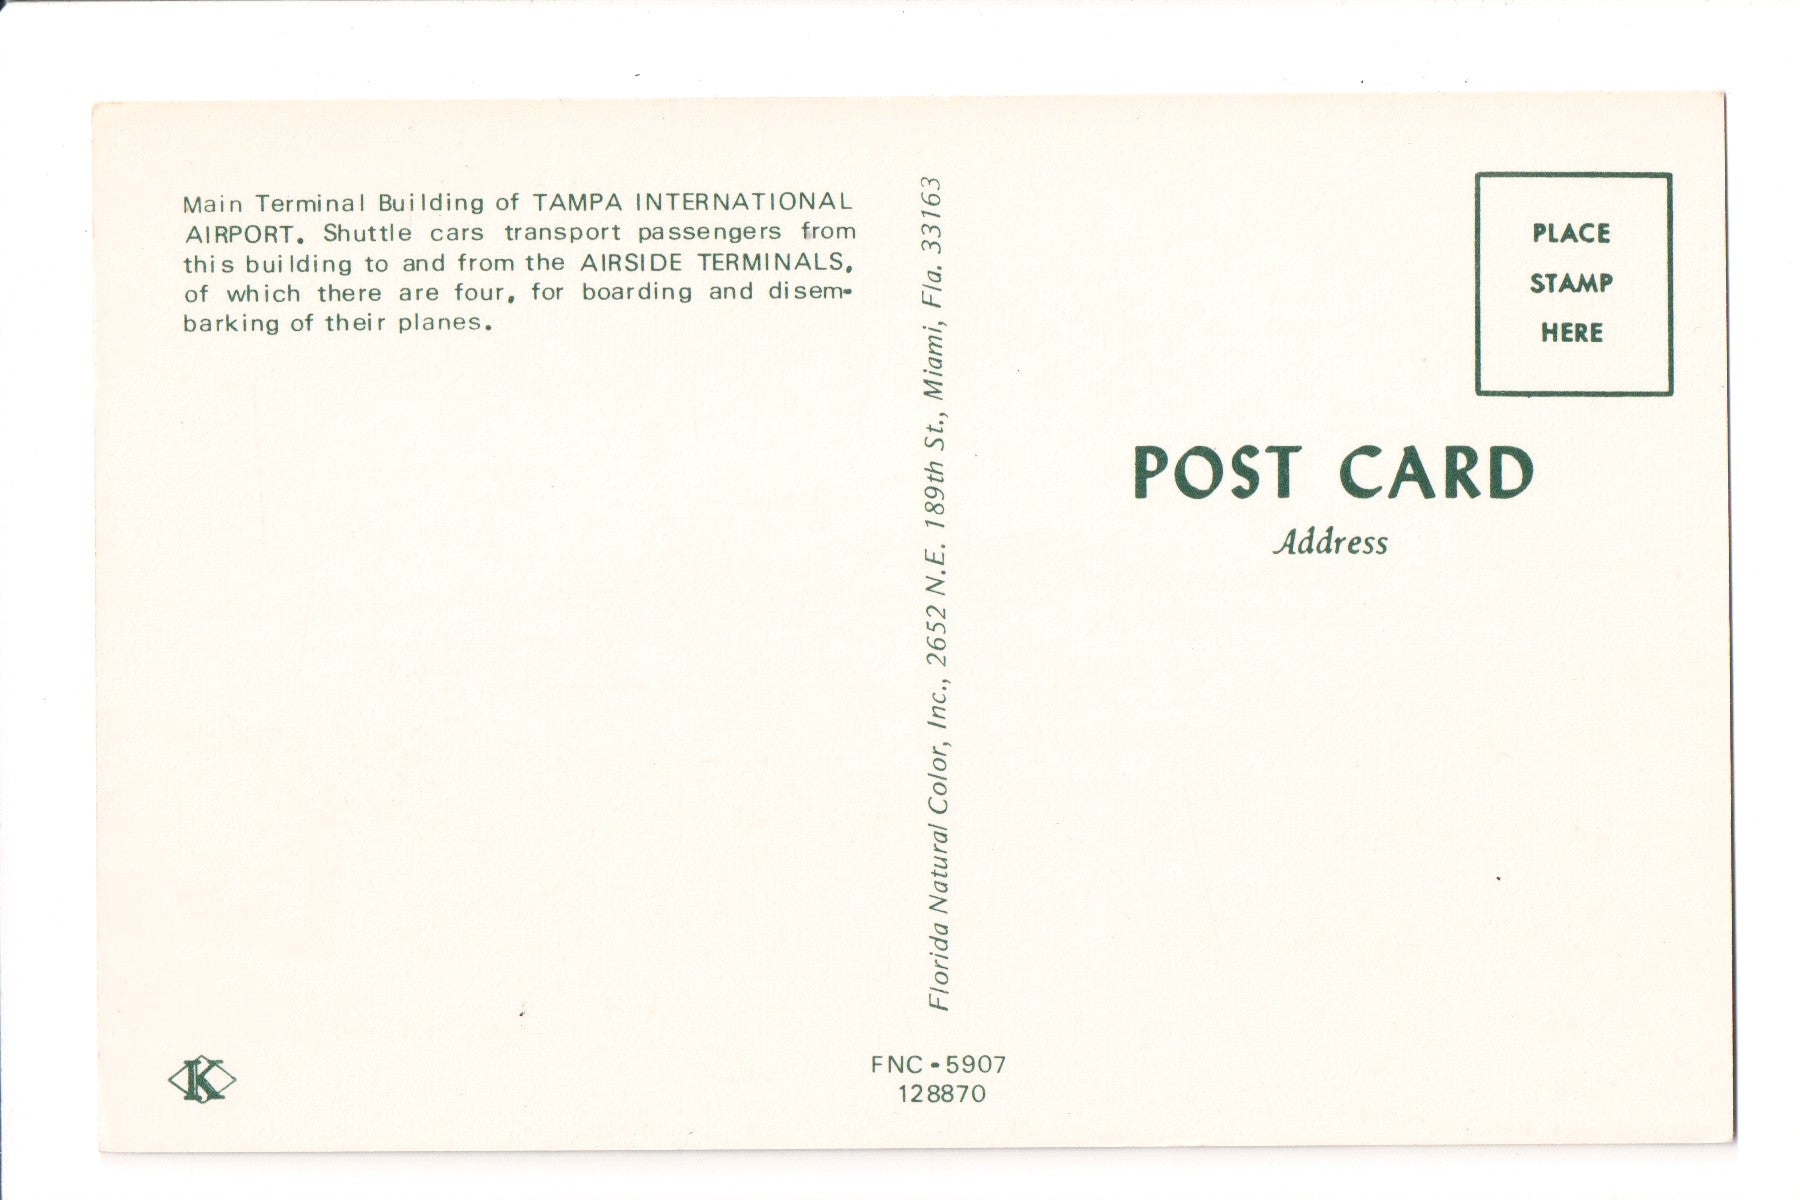 Main Terminal Building of TAMPA INTERNATIONAL
AIRPORT. Shuttle cars transport passengers from
this building to and from the AIRSIDE TERMINALS,
of which there are four, for boarding and disem-
barking of their planes.
Florida Natural Color, Inc., 2652 N.E. 189th St., Miami, Fla. 33163
PLACE
STAMP
HERE
POST CARD
Address
K
FNC-5907
128870